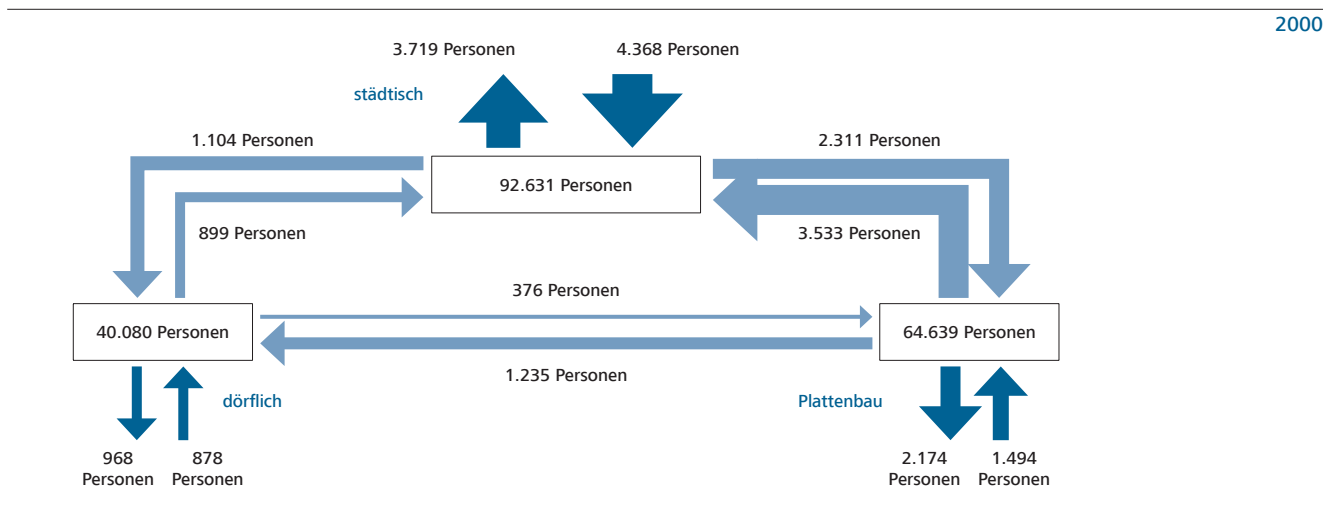 2000
3.719 Personen
4.368 Personen
städtisch
1.104 Personen
2.311 Personen
92.631 Personen
899 Personen
3.533 Personen
376 Personen
40.080 Personen
64.639 Personen
1.235 Personen
dörflich
Plattenbau
968
Personen
878
Personen
2.174
Personen
1.494
Personen